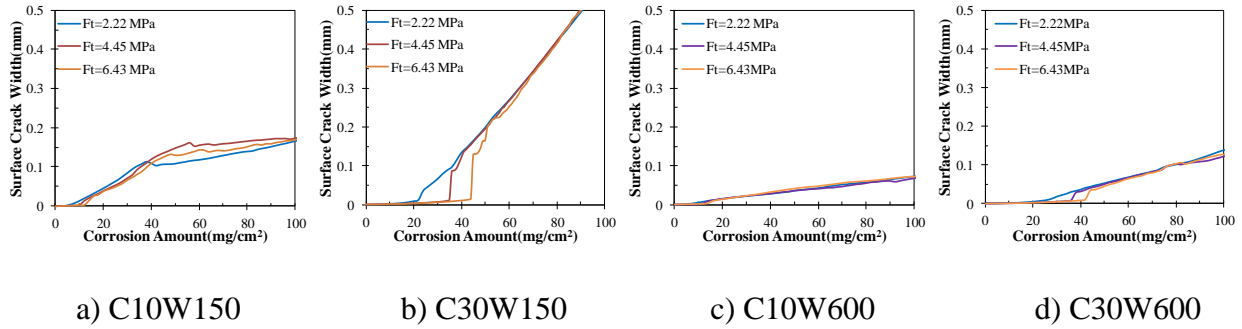 Surface Crack Width(mm)
0.5
0.4
0.3
0.2
0.1
0
Ft=2.22 MPa
Ft=4.45 MPa
Ft=6.43 MPa
0 20 40 60 80 100
Corrosion Amount(mg/cm²)
a) C10W150
Surface Crack Width(mm)
0.5
0.4
0.3
0.2
0.1
0
Ft=2.22 MPa
Ft=4.45 MPa
Ft=6.43 MPa
0 20 40 60 80 100
Corrosion Amount(mg/cm²)
b) C30W150
Surface Crack Width(mm)
0.5
0.4
0.3
0.2
0.1
0
Ft=2.22 MPa
Ft=4.45MPa
Ft=6.43 MPa
0 20 40 60 80 100
Corrosion Amount(mg/cm²)
c) C10W600
Surface Crack Width(mm)
0.5
0.4
0.3
0.2
0.1
0
Ft=2.22MPa
Ft=4.45MPa
Ft=6.43MPa
0 20 40 60 80 100
Corrosion Amount(mg/cm²)
d) C30W600